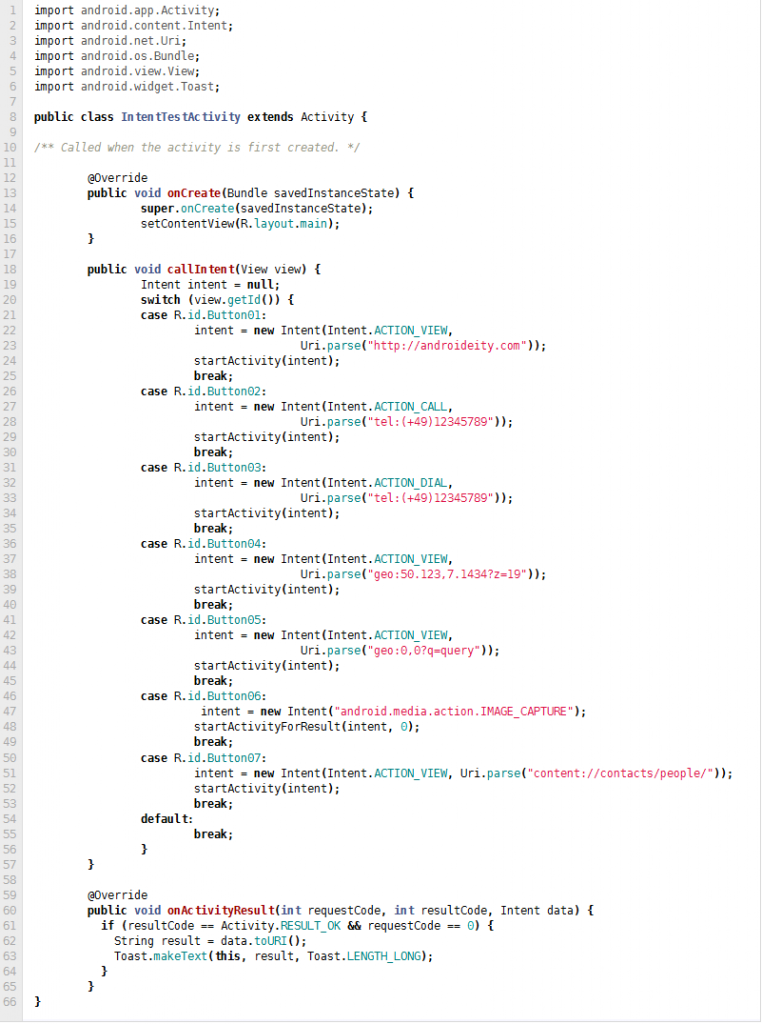 1 import android.app.Activity;
2 import android.content.Intent;
3 import android.net.Uri;
4 import android.os.Bundle;
5 import android.view.View;
6 import android.widget.Toast;
7
8 public class IntentTestActivity extends Activity {
9
10 /** Called when the activity is first created. */
11
12         @Override
13         public void onCreate(Bundle savedInstanceState) {
14                 super.onCreate(savedInstanceState);
15                 setContentView(R.layout.main);
16         }
17
18         public void callIntent(View view) {
19                 Intent intent = null;
20                 switch (view.getId()) {
21                 case R.id.Button01:
22                         intent = new Intent(Intent.ACTION_VIEW,
23                                         Uri.parse("http://androideity.com"));
24                         startActivity(intent);
25                         break;
26                 case R.id.Button02:
27                         intent = new Intent(Intent.ACTION_CALL,
28                                         Uri.parse("tel:(+49)12345789"));
29                         startActivity(intent);
30                         break;
31                 case R.id.Button03:
32                         intent = new Intent(Intent.ACTION_DIAL,
33                                         Uri.parse("tel:(+49)12345789"));
34                         startActivity(intent);
35                         break;
36                 case R.id.Button04:
37                         intent = new Intent(Intent.ACTION_VIEW,
38                                         Uri.parse("geo:50.123,7.1434?z=19"));
39                         startActivity(intent);
40                         break;
41                 case R.id.Button05:
42                         intent = new Intent(Intent.ACTION_VIEW,
43                                         Uri.parse("geo:0,0?q=query"));
44                         startActivity(intent);
45                         break;
46                 case R.id.Button06:
47                          intent = new Intent("android.media.action.IMAGE_CAPTURE");
48                         startActivityForResult(intent, 0);
49                         break;
50                 case R.id.Button07:
51                         intent = new Intent(Intent.ACTION_VIEW, Uri.parse("content://contacts/people/"));
52                         startActivity(intent);
53                         break;
54                 default:
55                         break;
56                 }
57         }
58
59         @Override
60         public void onActivityResult(int requestCode, int resultCode, Intent data) {
61           if (resultCode == Activity.RESULT_OK && requestCode == 0) {
62             String result = data.toURI();
63             Toast.makeText(this, result, Toast.LENGTH_LONG);
64           }
65         }
66 }